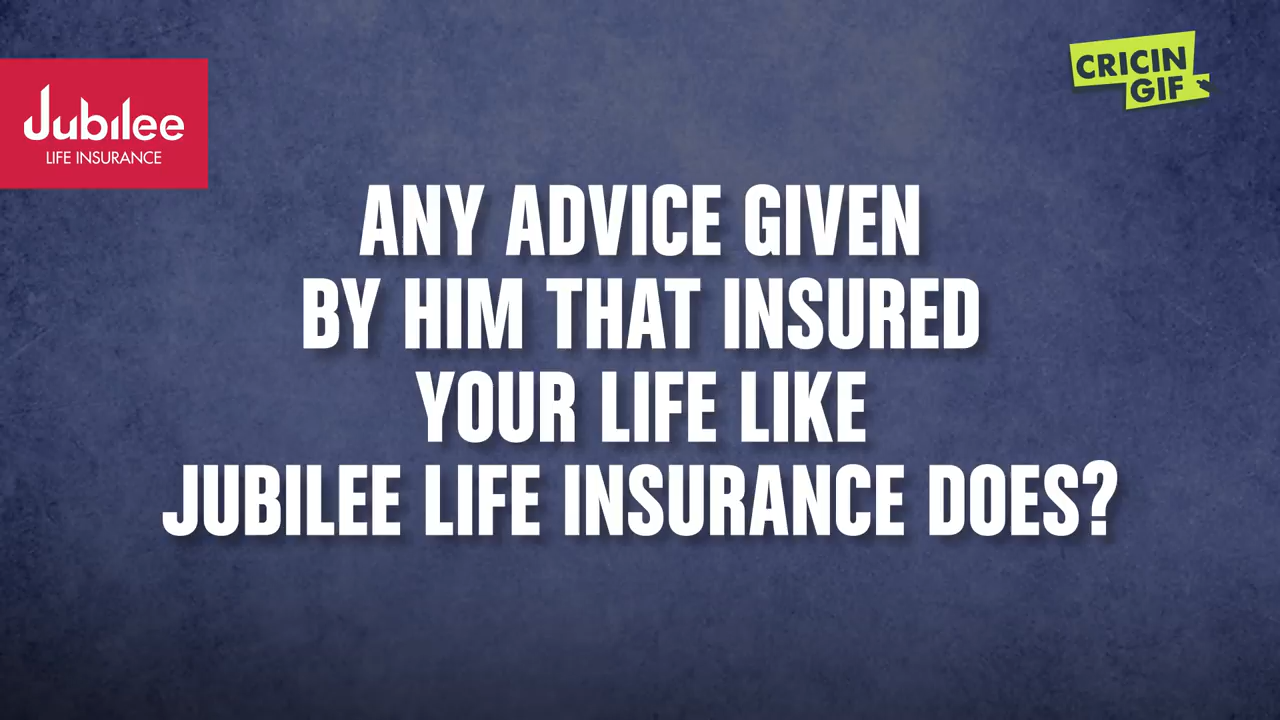 Jubilee
LIFE INSURANCE
CRICIN
GIF
ANY ADVICE GIVEN
BY HIM THAT INSURED
YOUR LIFE LIKE
JUBILEE LIFE INSURANCE DOES?